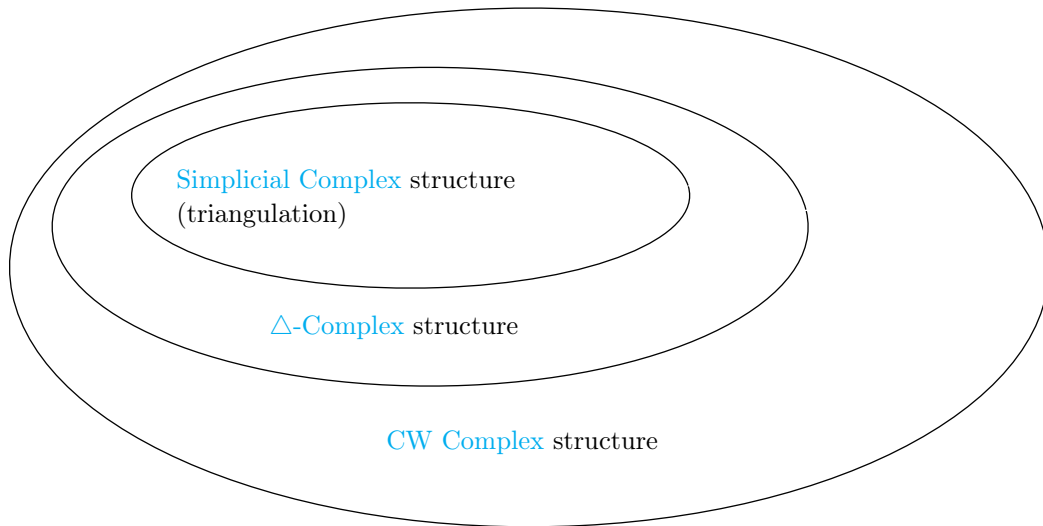 Simplicial Complex structure
(triangulation)
△-Complex structure
CW Complex structure